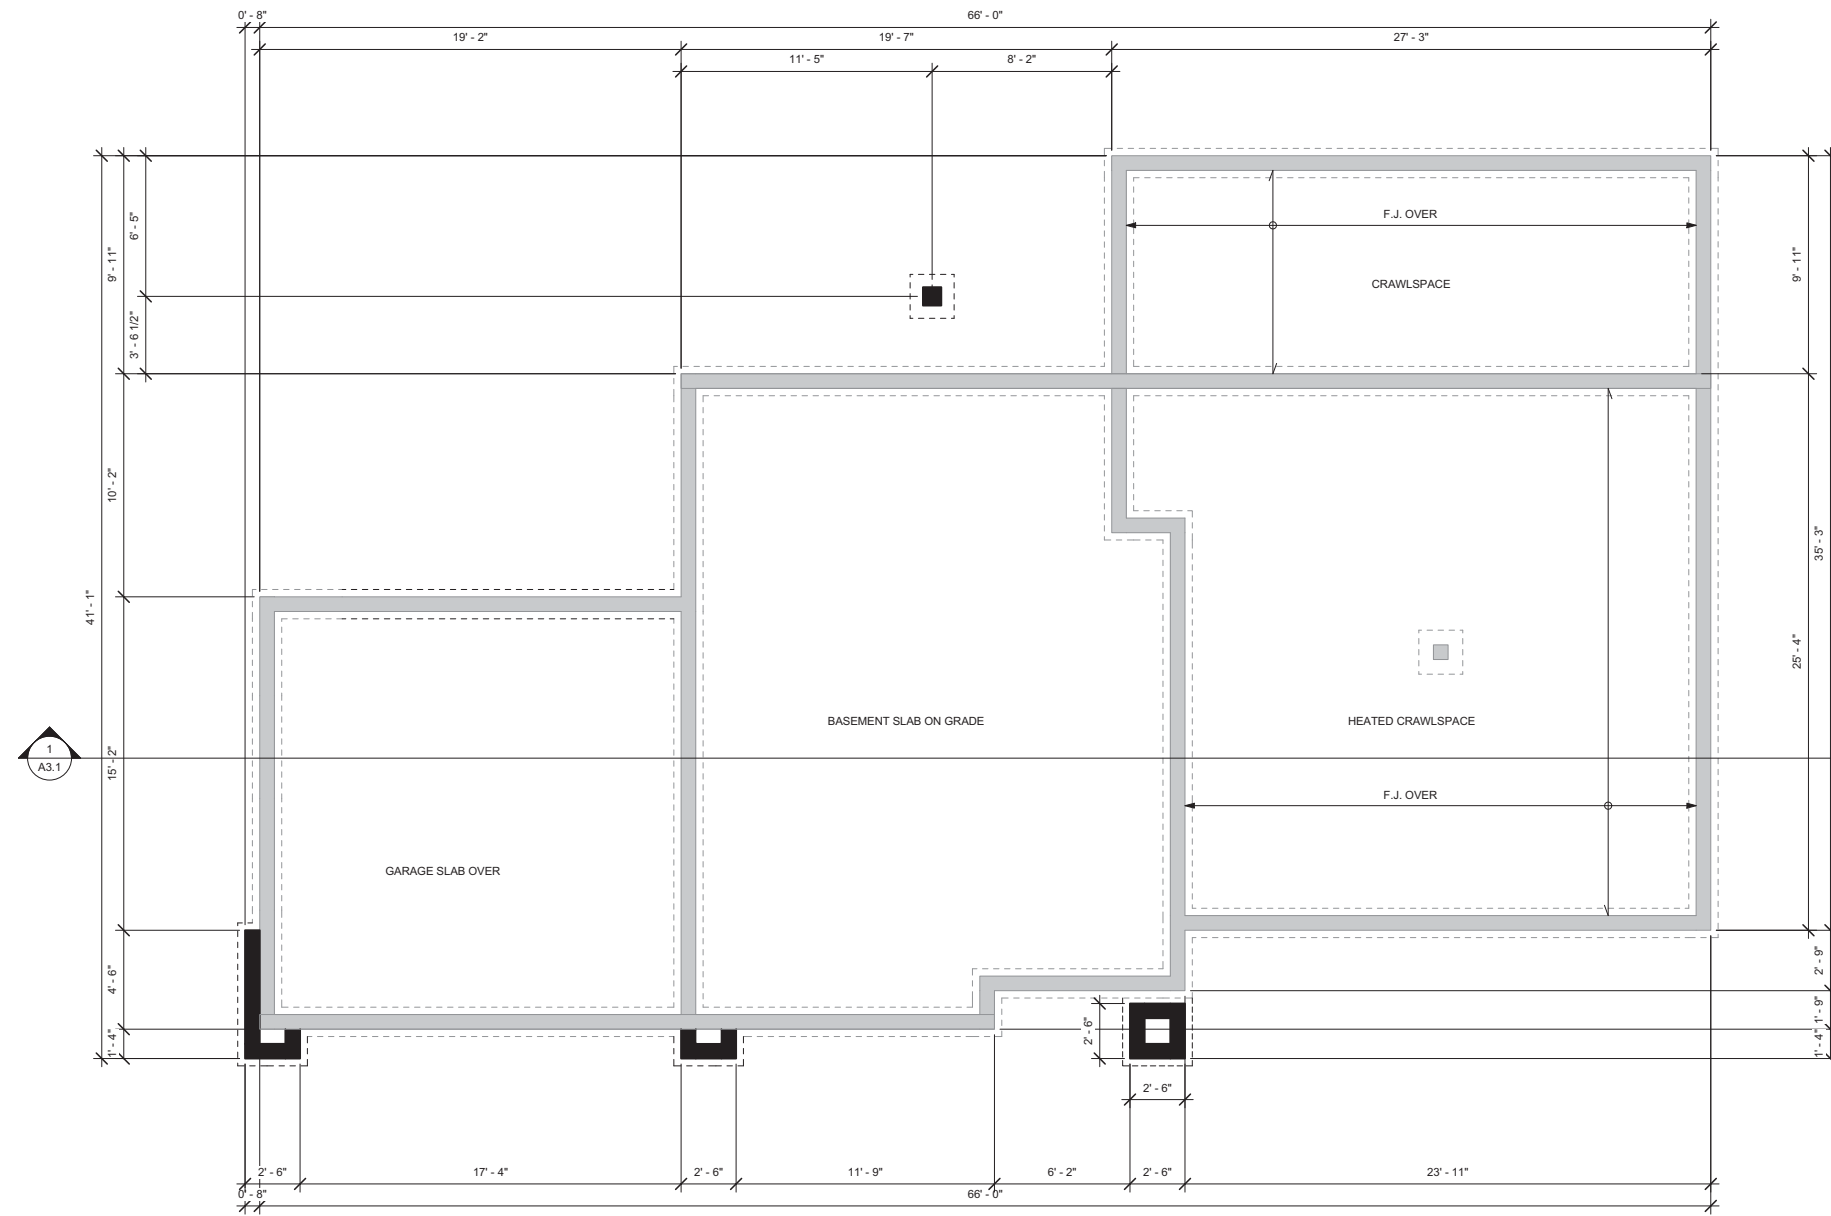 0' - 8"
66' - 0"
19' - 2"
19' - 7"
27' - 3"
11' - 5"
8' - 2"
6' - 5"
9' - 11"
3' - 6 1/2"
F.J. OVER
CRAWLSPACE
9' - 11"
10' - 2"
41' - 1"
35' - 3"
25' - 4"
BASEMENT SLAB ON GRADE
HEATED CRAWLSPACE
1
A3.1
15' - 2"
F.J. OVER
GARAGE SLAB OVER
4' - 6"
1' - 4"
2' - 9"
1' - 9"
1' - 4"
2' - 6"
2' - 6"
2' - 6"
17' - 4"
2' - 6"
11' - 9"
6' - 2"
2' - 6"
23' - 11"
0' - 8"
66' - 0"